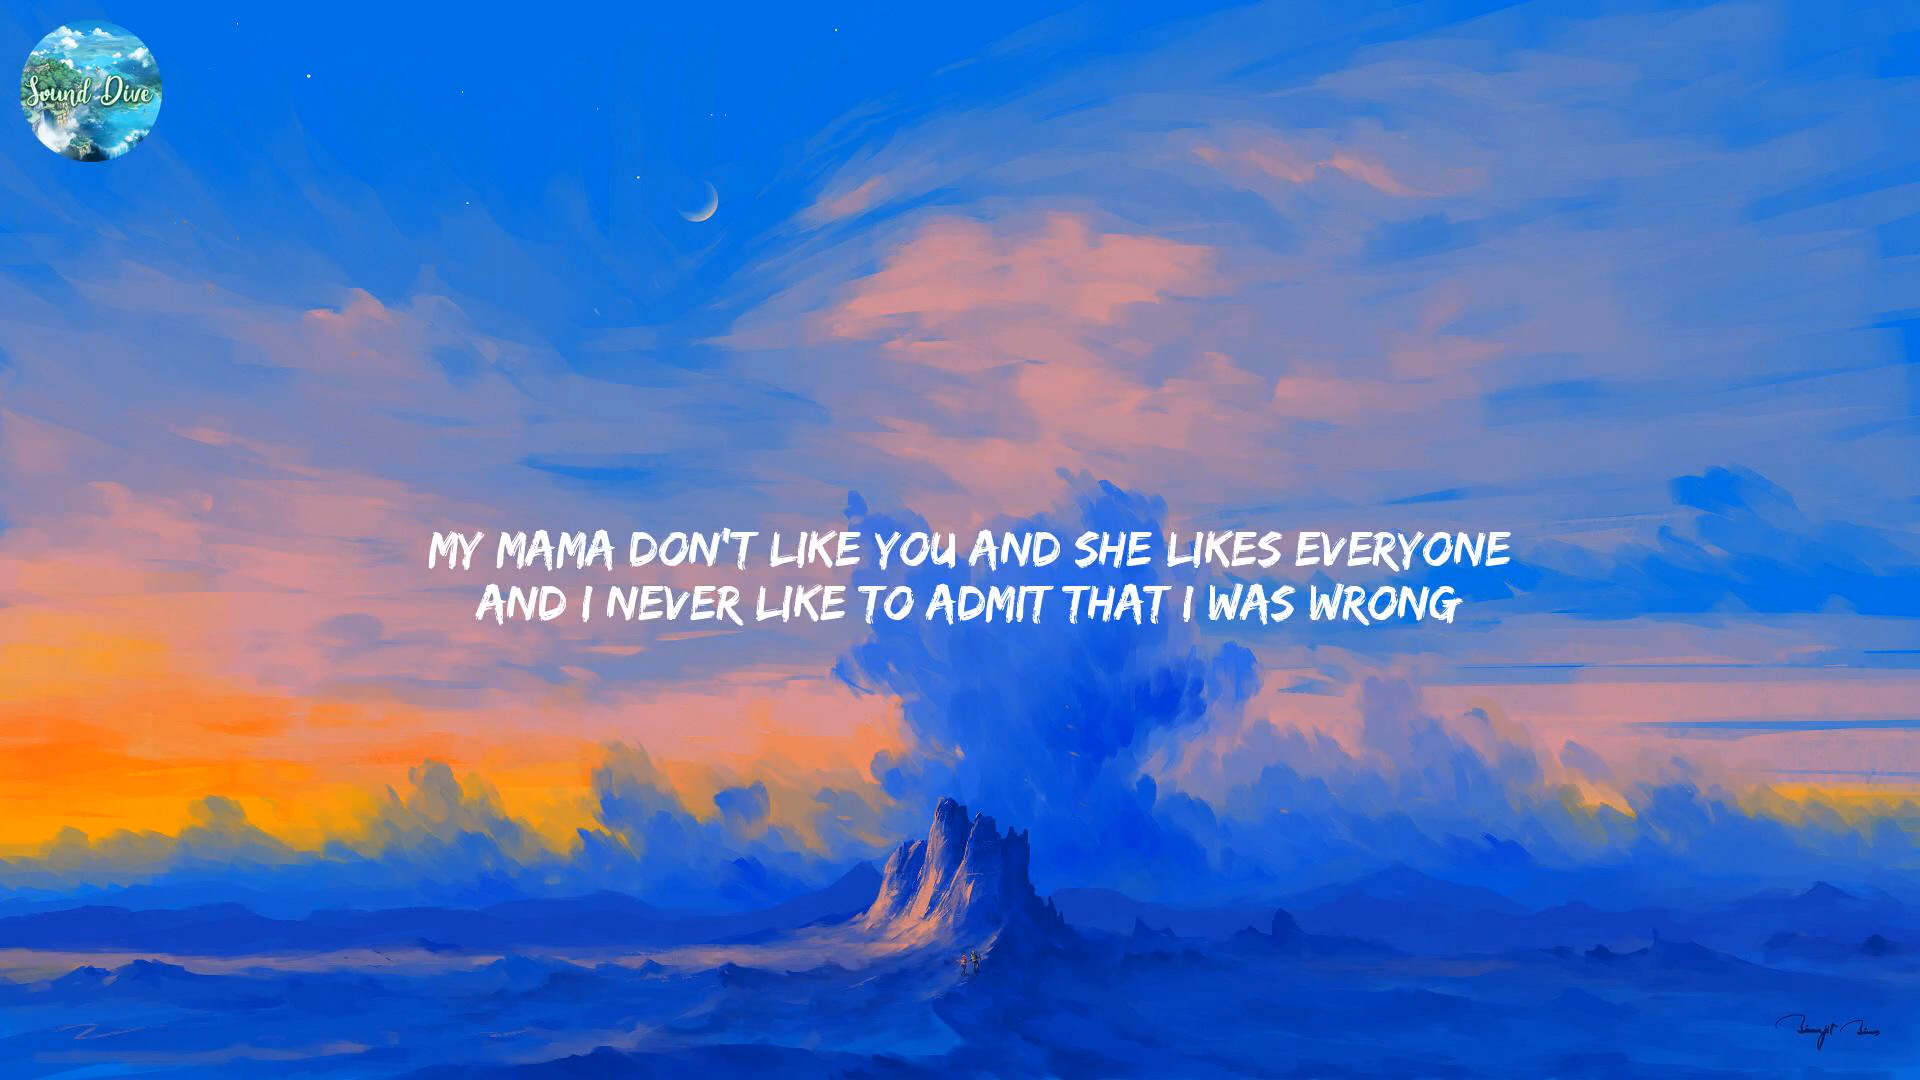 Sound Dive
MY MAMA DON'T LIKE YOU AND SHE LIKES EVERYONE
AND I NEVER LIKE TO ADMIT THAT I WAS WRONG